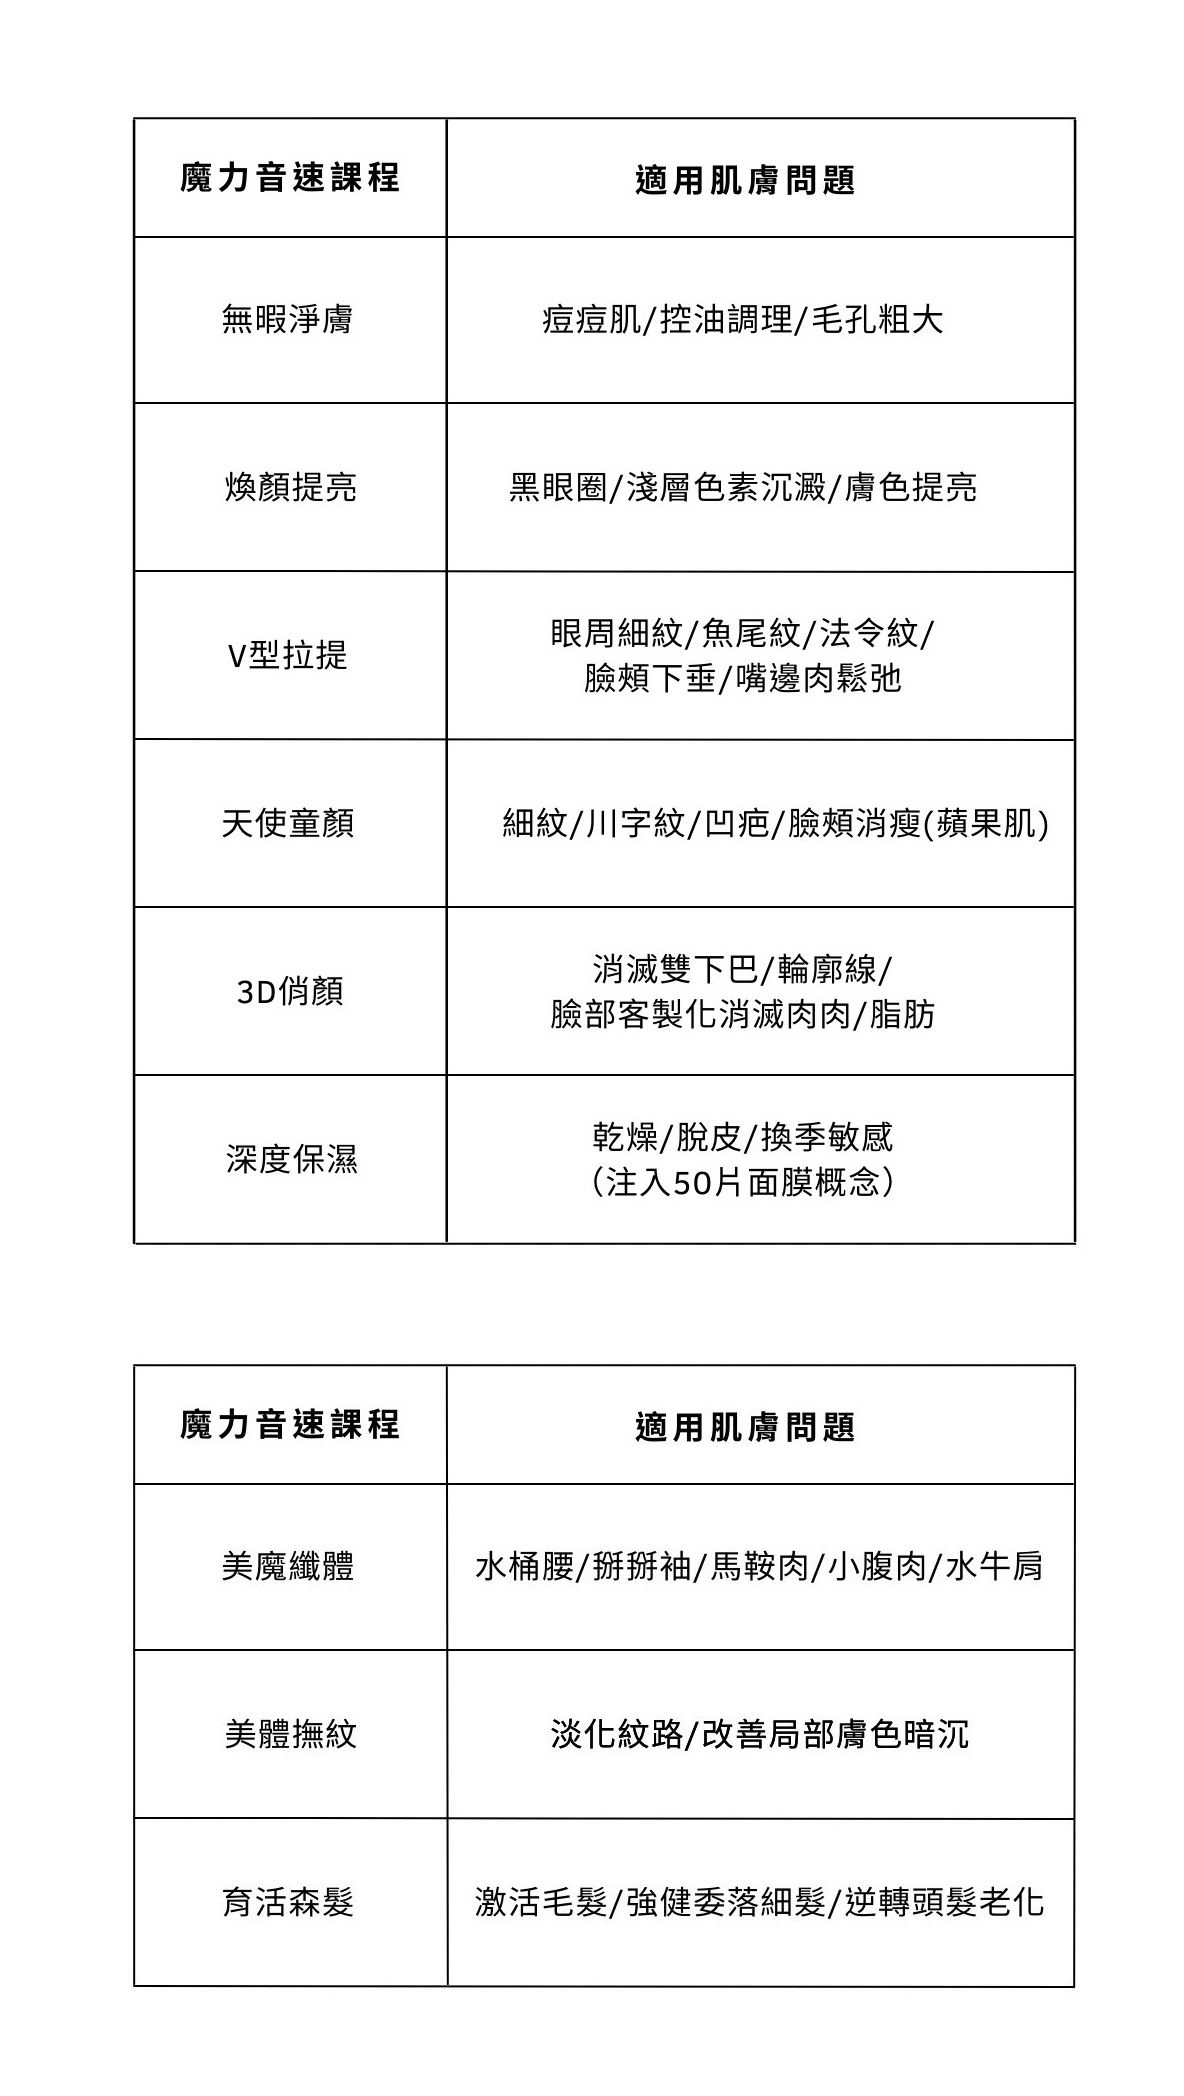 魔力音速課程 適用肌膚問題
無暇淨膚 痘痘肌/控油調理/毛孔粗大
煥顏提亮 黑眼圈/淺層色素沉澱/膚色提亮
V型拉提 眼周細紋/魚尾紋/法令紋/
臉頰下垂/嘴邊肉鬆弛
天使童顏 細紋/川字紋/凹疤/臉頰消瘦(蘋果肌)
3D俏顏 消滅雙下巴/輪廓線/
臉部客製化消滅肉肉/脂肪
深度保濕 乾燥/脫皮/換季敏感
（注入50片面膜概念）
魔力音速課程 適用肌膚問題
美魔纖體 水桶腰/掰掰袖/馬鞍肉/小腹肉/水牛肩
美體撫紋 淡化紋路/改善局部膚色暗沉
育活森髮 激活毛髮/強健委落細髮/逆轉頭髮老化